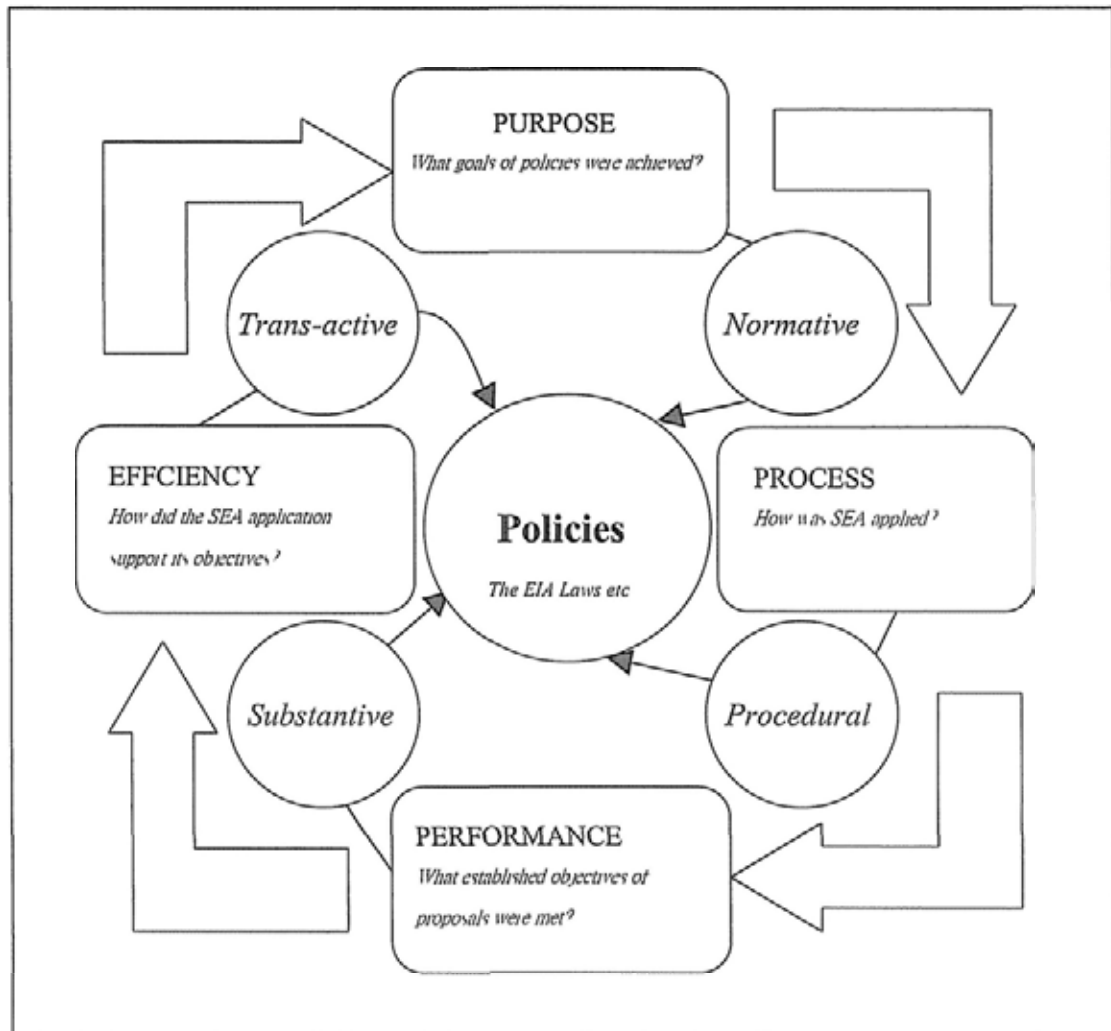 PURPOSE
What goals of policies were achieved?
Trans-active
Normative
EFFCIENCY
How did the SEA application
support its objectives?
Policies
The EIA Laws etc
PROCESS
How was SEA applied?
Substantive
Procedural
PERFORMANCE
What established objectives of
proposals were met?